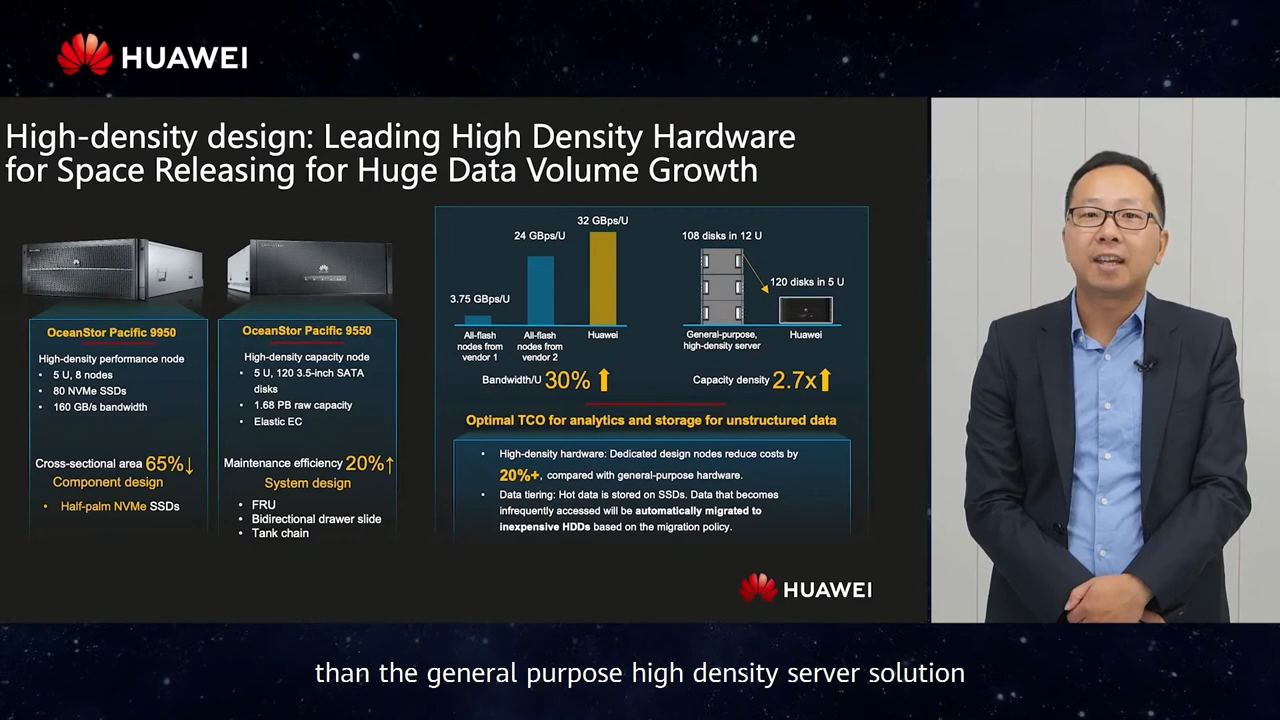 HUAWEI
High-density design: Leading High Density Hardware
for Space Releasing for Huge Data Volume Growth
OceanStor Pacific 9950
High-density performance node
• 5 U, 8 nodes
• 80 NVMe SSDs
• 160 GB/s bandwidth
Cross-sectional area 65%↓
Component design
• Half-palm NVMe SSDs
OceanStor Pacific 9550
High-density capacity node
• 5 U, 120 3.5-inch SATA
disks
• 1.68 PB raw capacity
• Elastic EC
Maintenance efficiency 20%↑
System design
• FRU
• Bidirectional drawer slide
• Tank chain
3.75 GBps/U
24 GBps/U
32 GBps/U
All-flash
nodes from
vendor 1
All-flash
nodes from
vendor 2
Huawei
Bandwidth/U 30%
108 disks in 12 U
120 disks in 5 U
General-purpose,
high-density server
Huawei
Capacity density 2.7x
Optimal TCO for analytics and storage for unstructured data
• High-density hardware: Dedicated design nodes reduce costs by
20%+, compared with general-purpose hardware.
• Data tiering: Hot data is stored on SSDs. Data that becomes
infrequently accessed will be automatically migrated to
inexpensive HDDs based on the migration policy.
HUAWEI
than the general purpose high density server solution